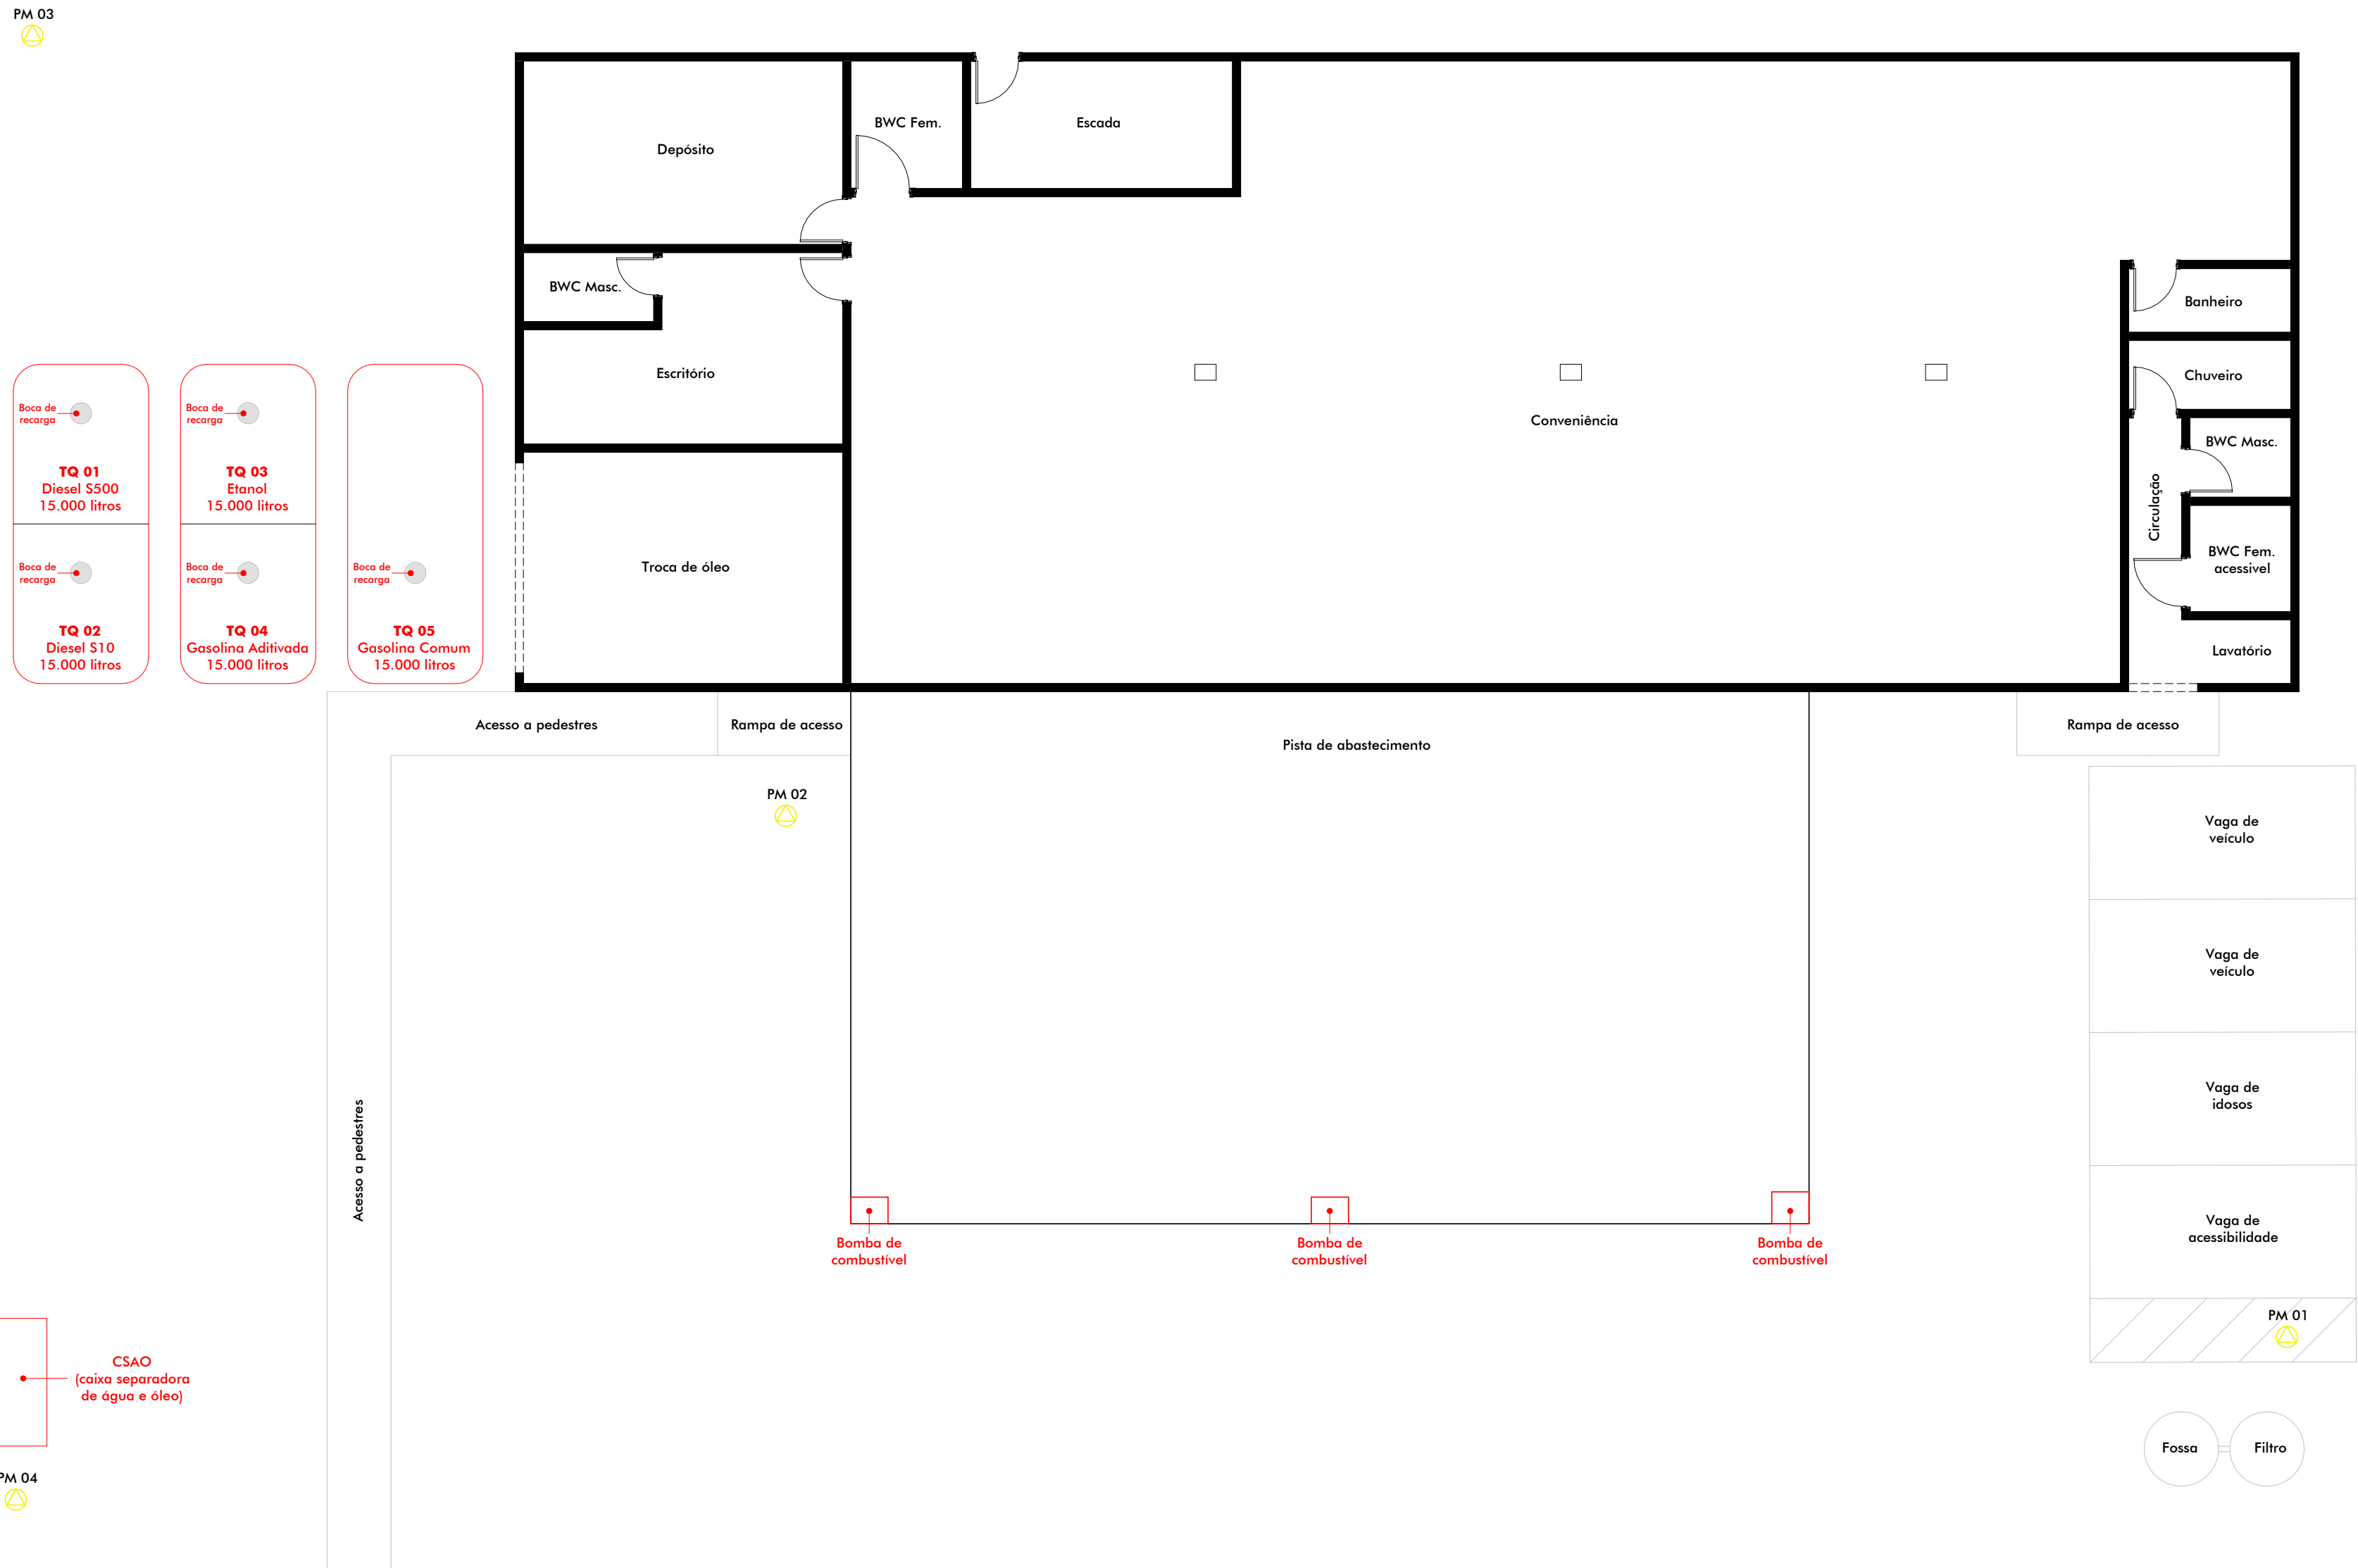 PM 03
Depósito
BWC Fem.
Escada
BWC Masc.
Escritório
Banheiro
Chuveiro
BWC Masc.
Circulação
BWC Fem.
acessivel
Lavatório
Conveniência
Troca de óleo
Boca de
recarga
TQ 01
Diesel S500
15.000 litros
Boca de
recarga
TQ 03
Etanol
15.000 litros
Boca de
recarga
TQ 02
Diesel S10
15.000 litros
Boca de
recarga
TQ 04
Gasolina Aditivada
15.000 litros
Boca de
recarga
TQ 05
Gasolina Comum
15.000 litros
Acesso a pedestres
Rampa de acesso
Pista de abastecimento
Rampa de acesso
PM 02
Vaga de
veículo
Vaga de
veículo
Vaga de
idosos
Vaga de
acessibilidade
Acesso a pedestres
Bomba de
combustível
Bomba de
combustível
Bomba de
combustível
PM 01
CSAO
(caixa separadora
de água e óleo)
Fossa
Filtro
PM 04